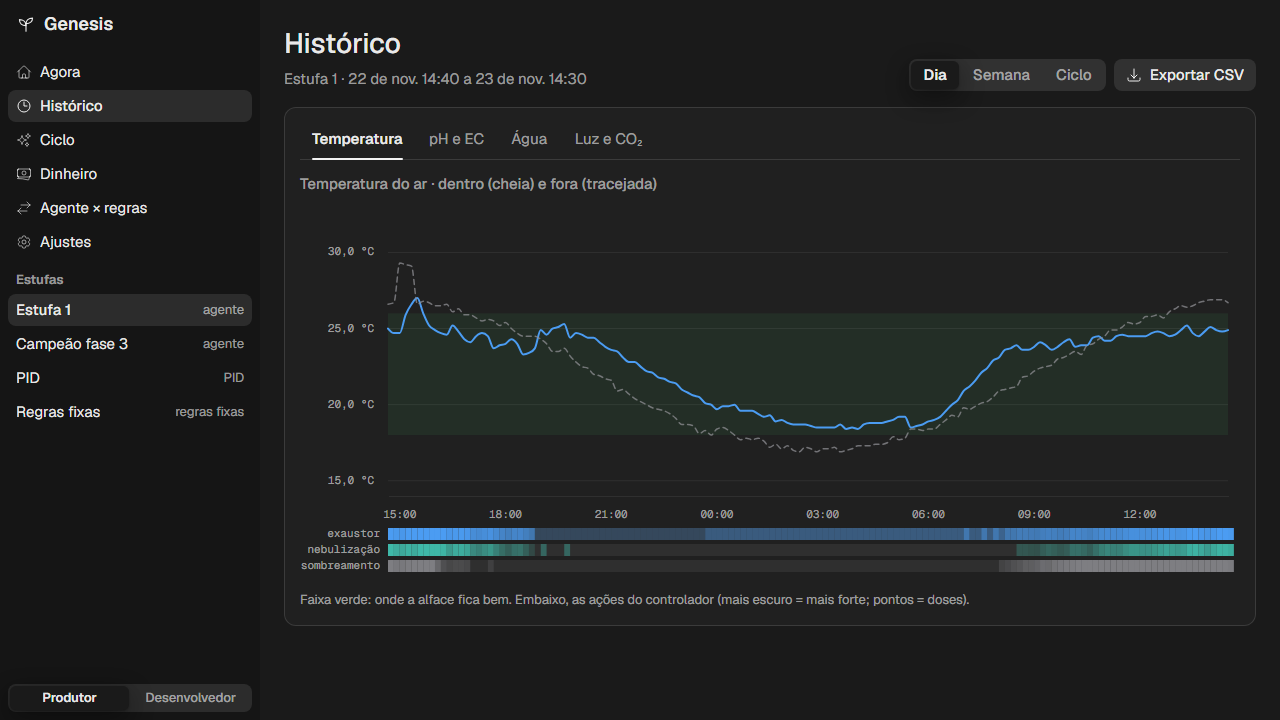 Genesis
Agora
Histórico
Ciclo
Dinheiro
Agente × regras
Ajustes
Estufas
Estufa 1 agente
Campeão fase 3 agente
PID PID
Regras fixas regras fixas
Produtor Desenvolvedor
Histórico
Estufa 1 · 22 de nov. 14:40 a 23 de nov. 14:30
Dia Semana Ciclo Exportar CSV
Temperatura pH e EC Água Luz e CO₂
Temperatura do ar · dentro (cheia) e fora (tracejada)
30,0 °C
25,0 °C
20,0 °C
15,0 °C
15:00 18:00 21:00 00:00 03:00 06:00 09:00 12:00
exaustor
nebulização
sombreamento
Faixa verde: onde a alface fica bem. Embaixo, as ações do controlador (mais escuro = mais forte; pontos = doses).